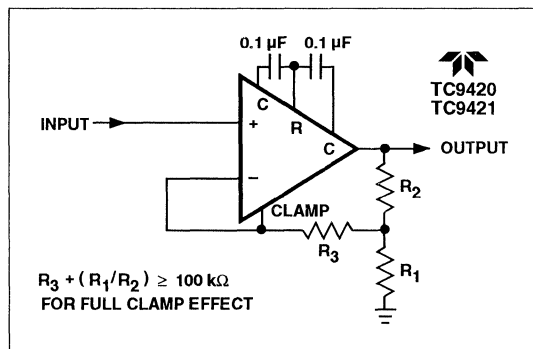 0.1 µF 0.1 µF
TC9420
TC9421
C
R
C
INPUT
+
OUTPUT
−
R2
CLAMP
R3
R1
R3 + ( R1/R2 ) ≥ 100 kΩ
FOR FULL CLAMP EFFECT